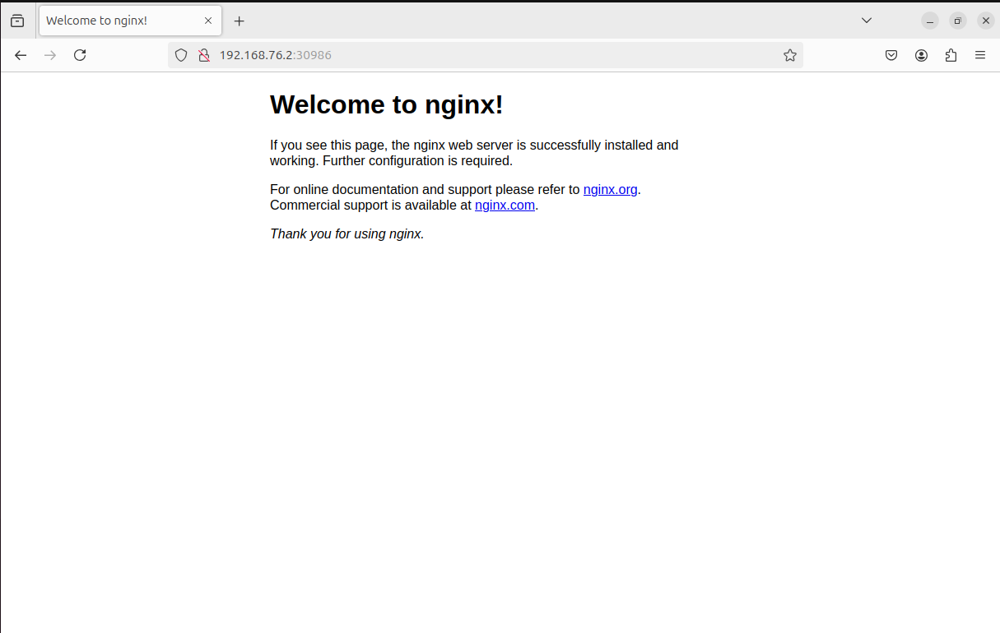 Welcome to nginx!
192.168.76.2:30986
Welcome to nginx!
If you see this page, the nginx web server is successfully installed and
working. Further configuration is required.
For online documentation and support please refer to nginx.org.
Commercial support is available at nginx.com.
Thank you for using nginx.